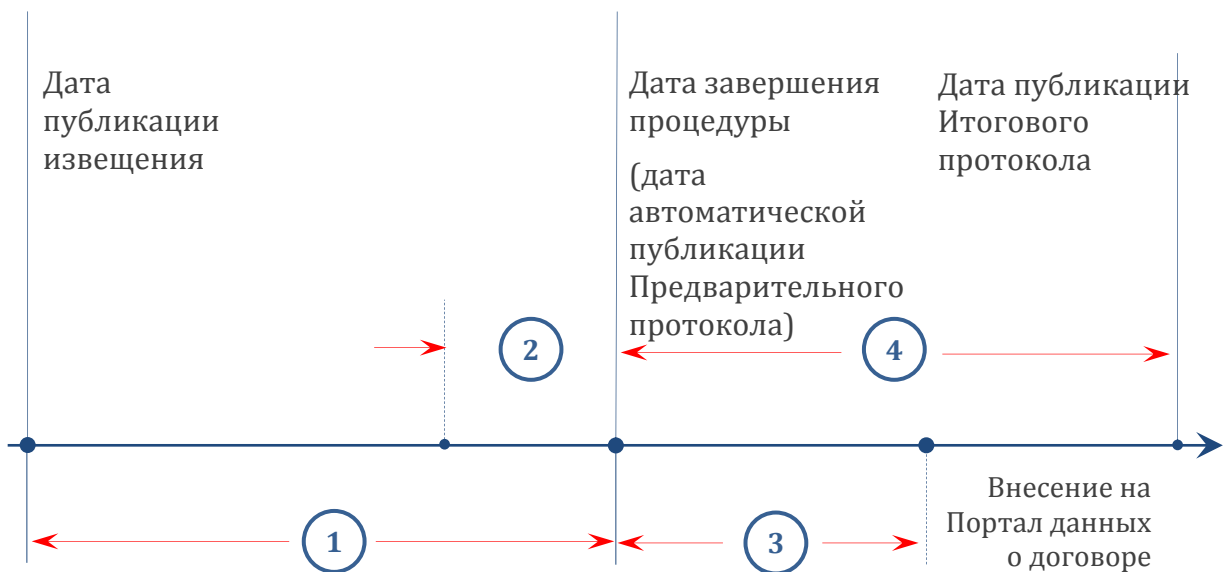 Дата
публикации
извещения
Дата завершения
процедуры
(дата
автоматической
публикации
Предварительного
протокола)
Дата публикации
Итогового
протокола
2
4
1
3
Внесение на
Портал данных
о договоре